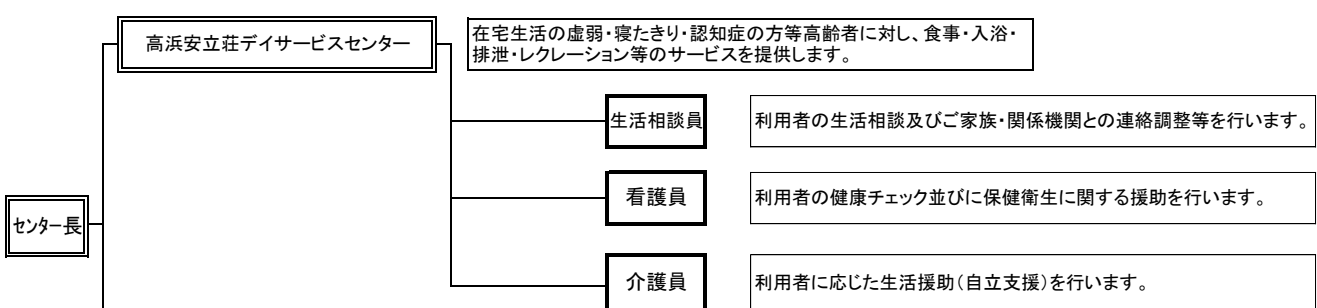 高浜安立荘デイサービスセンター
在宅生活の虚弱・寝たきり・認知症の方等高齢者に対し、食事・入浴・
排泄・レクレーション等のサービスを提供します。
生活相談員
利用者の生活相談及びご家族・関係機関との連絡調整等を行います。
看護員
利用者の健康チェック並びに保健衛生に関する援助を行います。
センター長
介護員
利用者に応じた生活援助（自立支援）を行います。